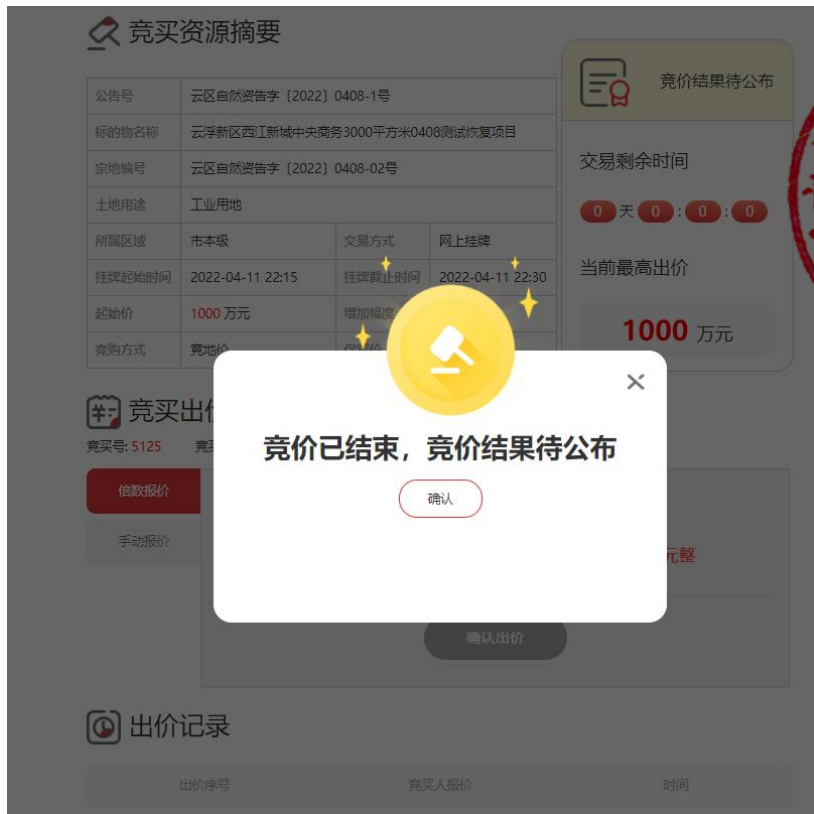 竞买资源摘要
竞价结果待公布
公告号 云区自然资告字〔2022〕0408-1号
标的物名称 云浮新区西江新城中央商务3000平方米0408测试恢复项目
宗地编号 云区自然资告字〔2022〕0408-02号
土地用途 工业用地
所属区域 市本级 交易方式 网上挂牌
挂牌起始时间 2022-04-11 22:15 挂牌截止时间 2022-04-11 22:30
起始价 1000 万元 增加幅度
竞购方式 竞地价
交易剩余时间
0 天 0 : 0 : 0
当前最高出价
1000 万元
竞买出价
竞买号: 5125
倍数报价
手动报价
竞价已结束，竞价结果待公布
确认
元整
确认出价
出价记录
出价序号 竞买人报价 时间